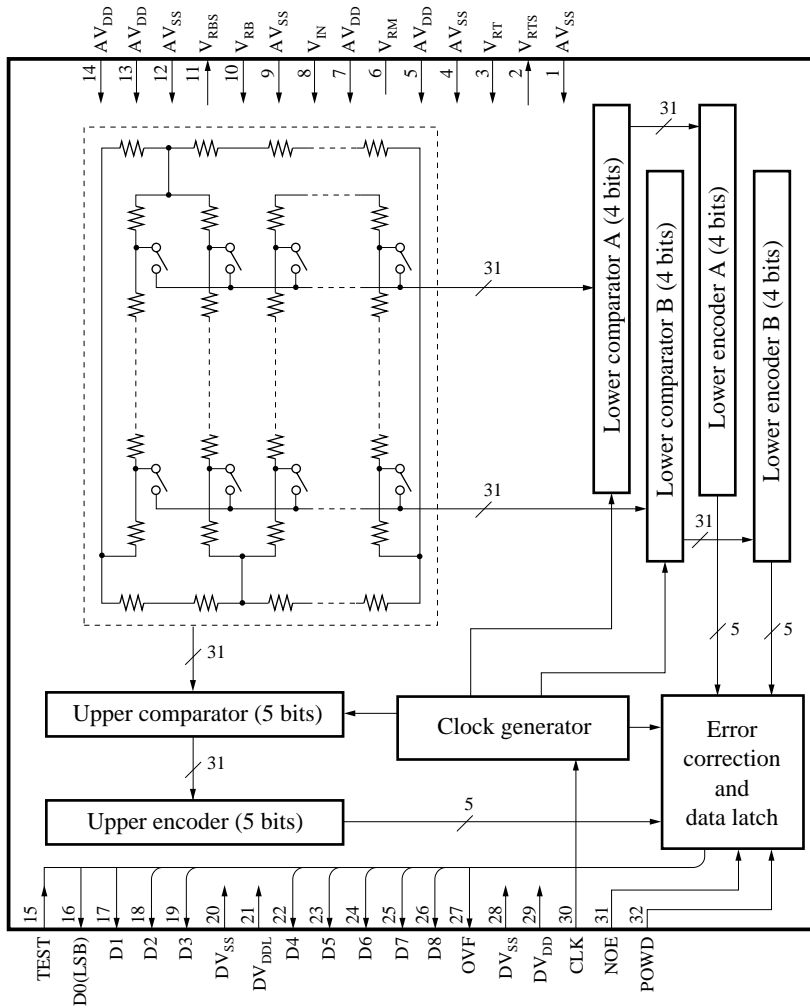 AVDD
AVDD
AVSS
VRBS
VRB
AVSS
VIN
AVDD
VRM
AVDD
AVSS
VRT
VRTS
AVSS
14
13
12
11
10
9
8
7
6
5
4
3
2
1
31
Lower comparator A (4 bits)
Lower comparator B (4 bits)
Lower encoder A (4 bits)
Lower encoder B (4 bits)
31
31
31
5
5
31
Upper comparator (5 bits)
Clock generator
Error
correction
and
data latch
31
Upper encoder (5 bits)
5
15
16
17
18
19
20
21
22
23
24
25
26
27
28
29
30
31
32
TEST
D0(LSB)
D1
D2
D3
DVSS
DVDDL
D4
D5
D6
D7
D8
OVF
DVSS
DVDD
CLK
NOE
POWD